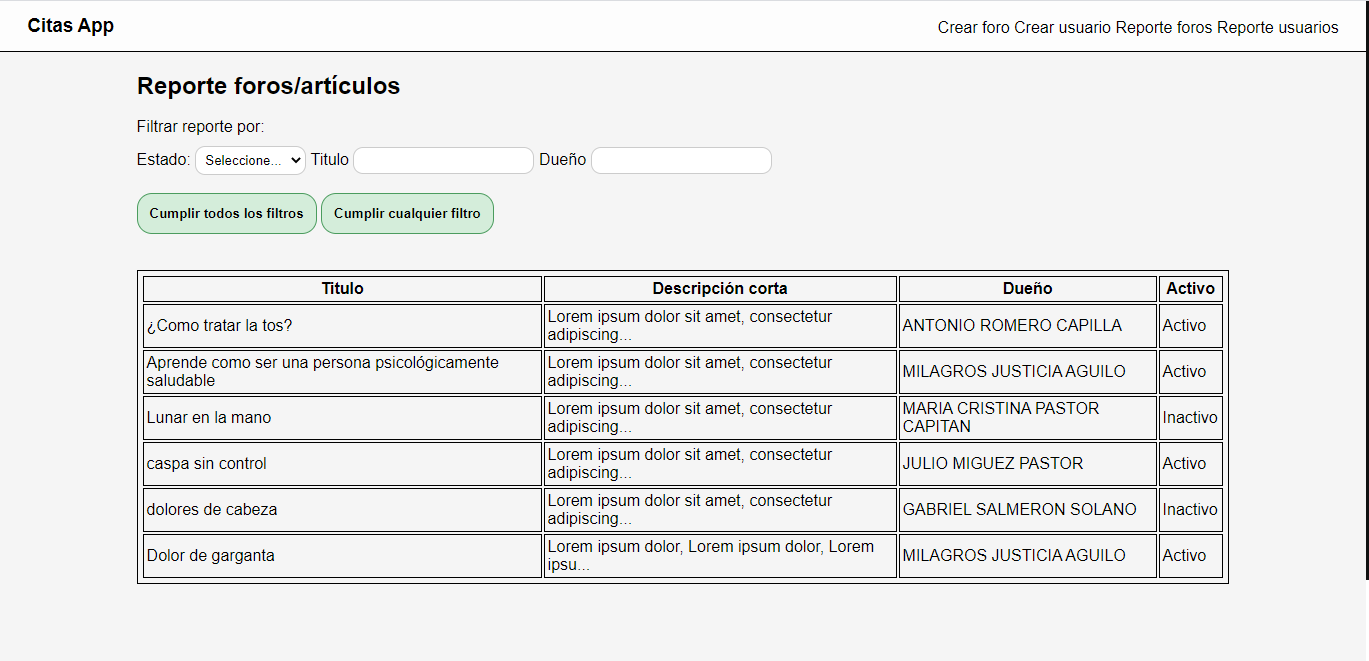 Citas App
Crear foro Crear usuario Reporte foros Reporte usuarios
Reporte foros/artículos
Filtrar reporte por:
Estado: Seleccione... Titulo Dueño
Cumplir todos los filtros Cumplir cualquier filtro
Titulo Descripción corta Dueño Activo
¿Como tratar la tos?
Lorem ipsum dolor sit amet, consectetur
adipiscing...
ANTONIO ROMERO CAPILLA
Activo
Aprende como ser una persona psicológicamente
saludable
Lorem ipsum dolor sit amet, consectetur
adipiscing...
MILAGROS JUSTICIA AGUILO
Activo
Lunar en la mano
Lorem ipsum dolor sit amet, consectetur
adipiscing...
MARIA CRISTINA PASTOR
CAPITAN
Inactivo
caspa sin control
Lorem ipsum dolor sit amet, consectetur
adipiscing...
JULIO MIGUEZ PASTOR
Activo
dolores de cabeza
Lorem ipsum dolor sit amet, consectetur
adipiscing...
GABRIEL SALMERON SOLANO
Inactivo
Dolor de garganta
Lorem ipsum dolor, Lorem ipsum dolor, Lorem
ipsu...
MILAGROS JUSTICIA AGUILO
Activo